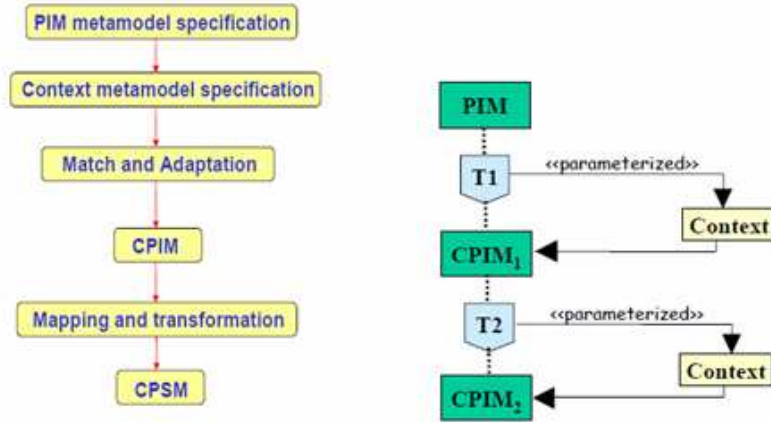 PIM metamodel specification
Context metamodel specification
Match and Adaptation
CPIM
Mapping and transformation
CPSM
PIM
T1
<<parameterized>>
Context
CPIM₁
T2
<<parameterized>>
Context
CPIM₂